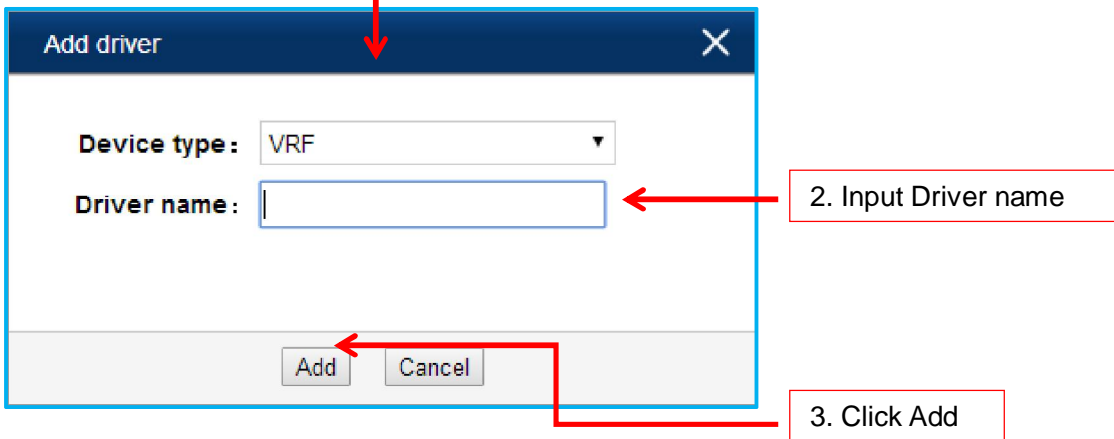 Add driver
Device type: VRF
Driver name:
2. Input Driver name
Add Cancel
3. Click Add